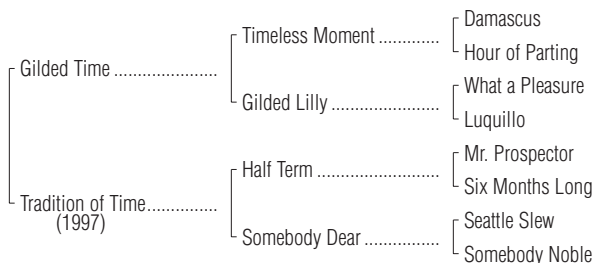 Damascus
Timeless Moment ............
Hour of Parting
Gilded Time ......................
What a Pleasure
Gilded Lilly .......................
Luquillo
Mr. Prospector
Half Term ..........................
Six Months Long
Tradition of Time...............
(1997)
Seattle Slew
Somebody Dear ................
Somebody Noble